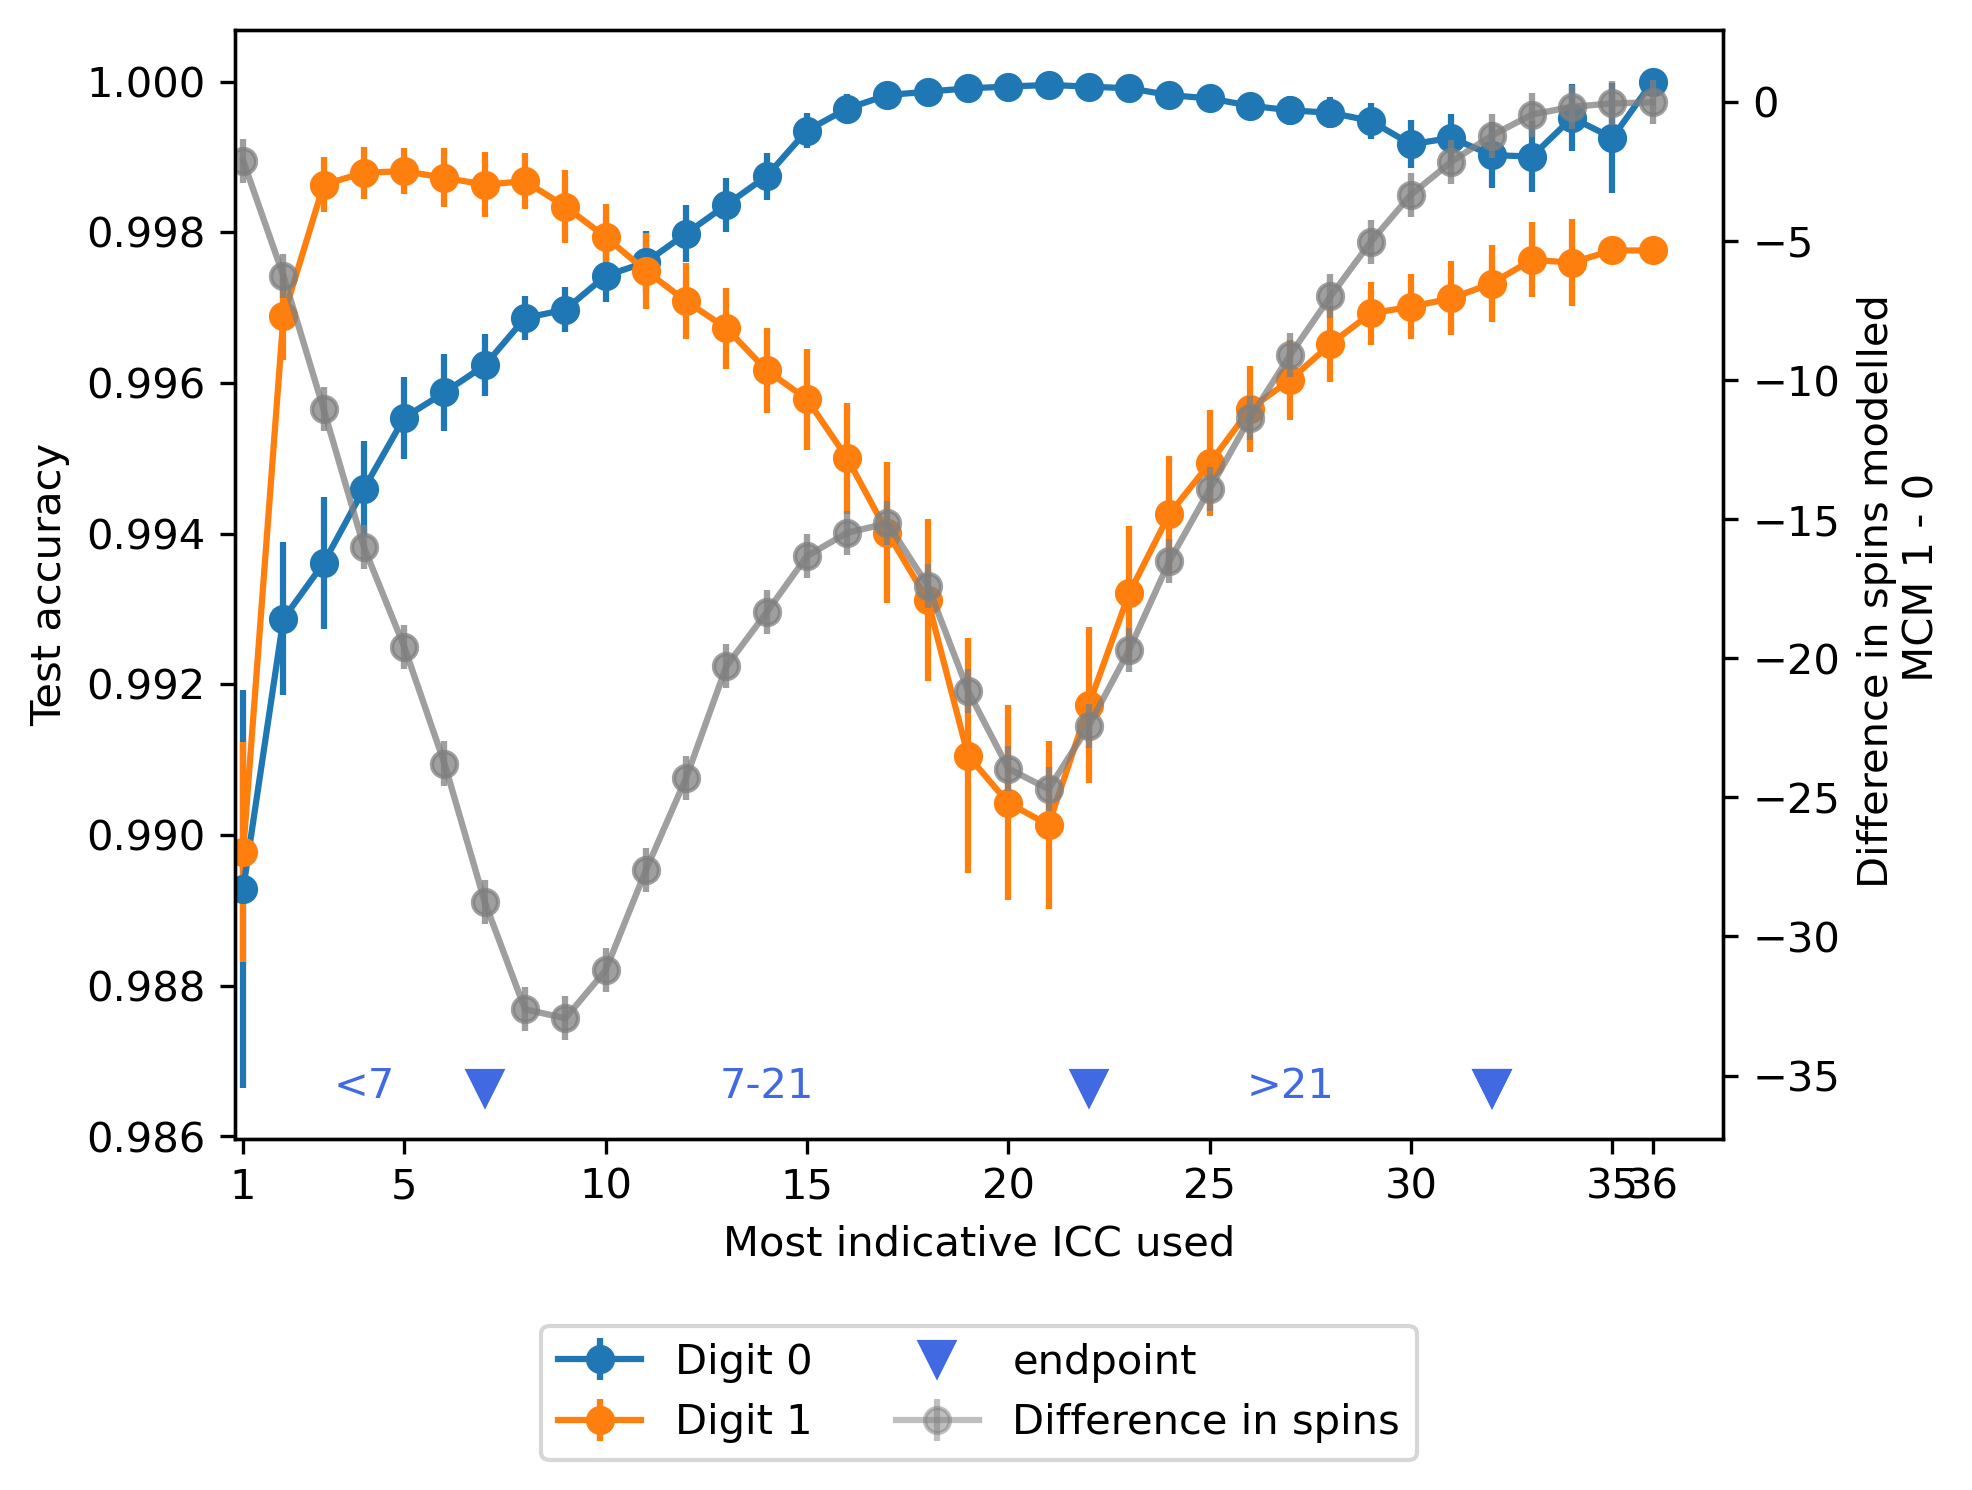 1.000
0.998
0.996
0.994
0.992
0.990
0.988
0.986
Test accuracy
0
−5
−10
−15
−20
−25
−30
−35
Difference in spins modelled
MCM 1 - 0
<7
7-21
>21
1 5 10 15 20 25 30 35 36
Most indicative ICC used
Digit 0
Digit 1
endpoint
Difference in spins